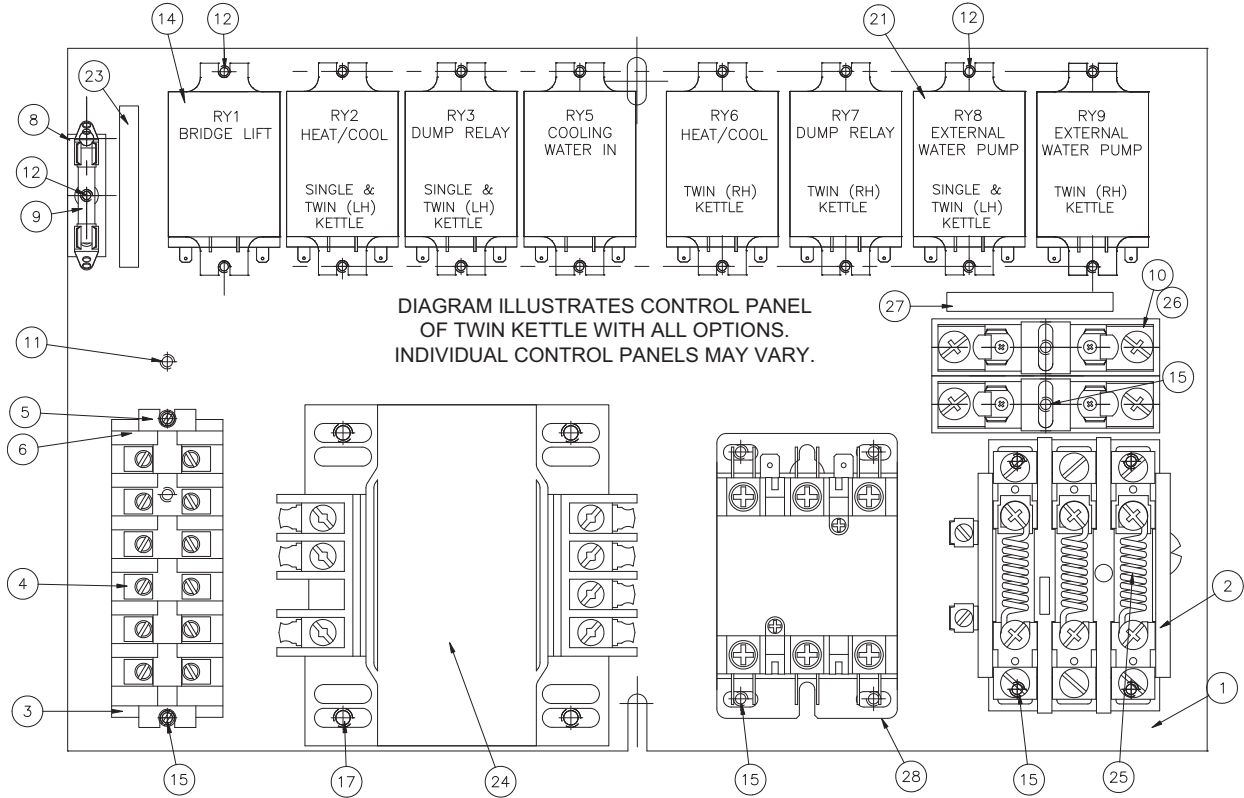 14
12
21
12
23
8
12
9
RY1
BRIDGE LIFT
RY2
HEAT/COOL
SINGLE &
TWIN (LH)
KETTLE
RY3
DUMP RELAY
SINGLE &
TWIN (LH)
KETTLE
RY5
COOLING
WATER IN
RY6
HEAT/COOL
TWIN (RH)
KETTLE
RY7
DUMP RELAY
TWIN (RH)
KETTLE
RY8
EXTERNAL
WATER PUMP
SINGLE &
TWIN (LH)
KETTLE
RY9
EXTERNAL
WATER PUMP
TWIN (RH)
KETTLE
DIAGRAM ILLUSTRATES CONTROL PANEL
OF TWIN KETTLE WITH ALL OPTIONS.
INDIVIDUAL CONTROL PANELS MAY VARY.
27
10
26
11
15
5
6
4
2
3
1
15
17
24
15
28
15
25